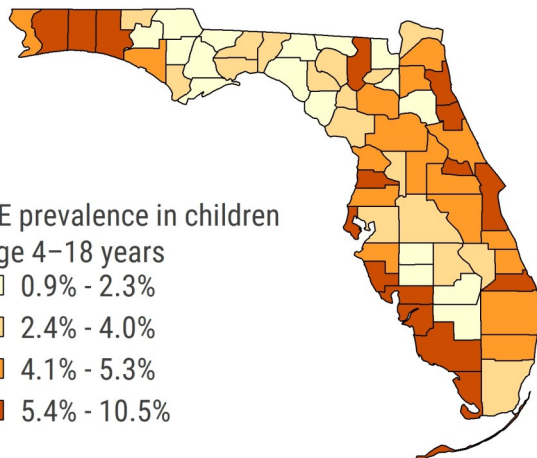 E prevalence in children
ge 4–18 years
0.9% - 2.3%
2.4% - 4.0%
4.1% - 5.3%
5.4% - 10.5%